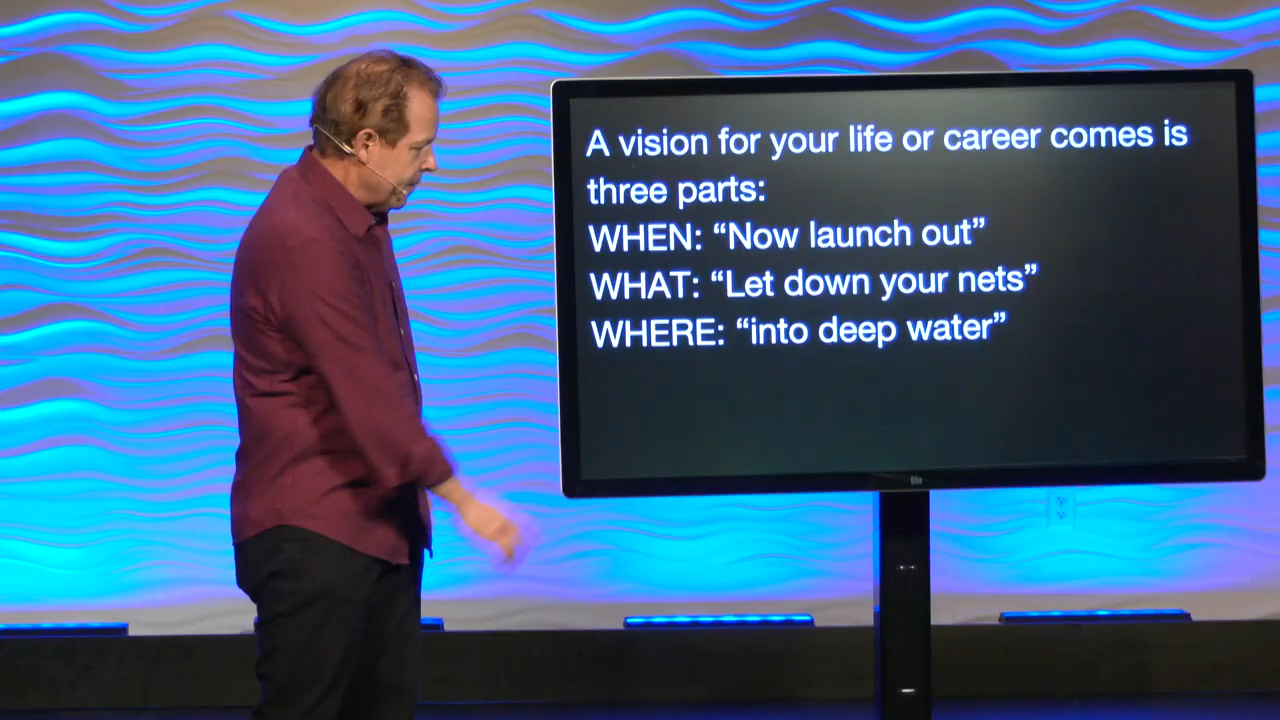 A vision for your life or career comes is
three parts:
WHEN: “Now launch out”
WHAT: “Let down your nets”
WHERE: “into deep water”
elo